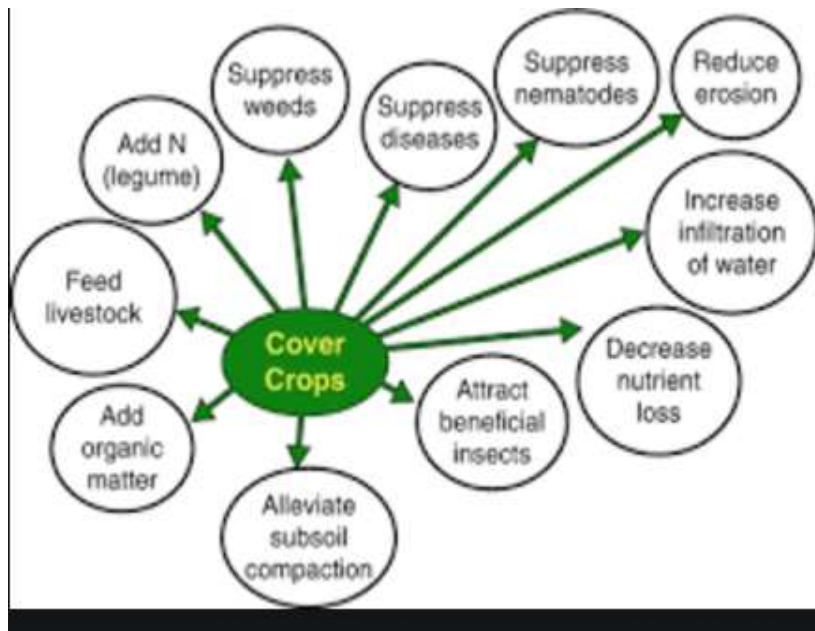 Suppress
weeds
Suppress
diseases
Suppress
nematodes
Reduce
erosion
Add N
(legume)
Increase
infiltration
of water
Feed
livestock
Cover
Crops
Decrease
nutrient
loss
Attract
beneficial
insects
Add
organic
matter
Alleviate
subsoil
compaction